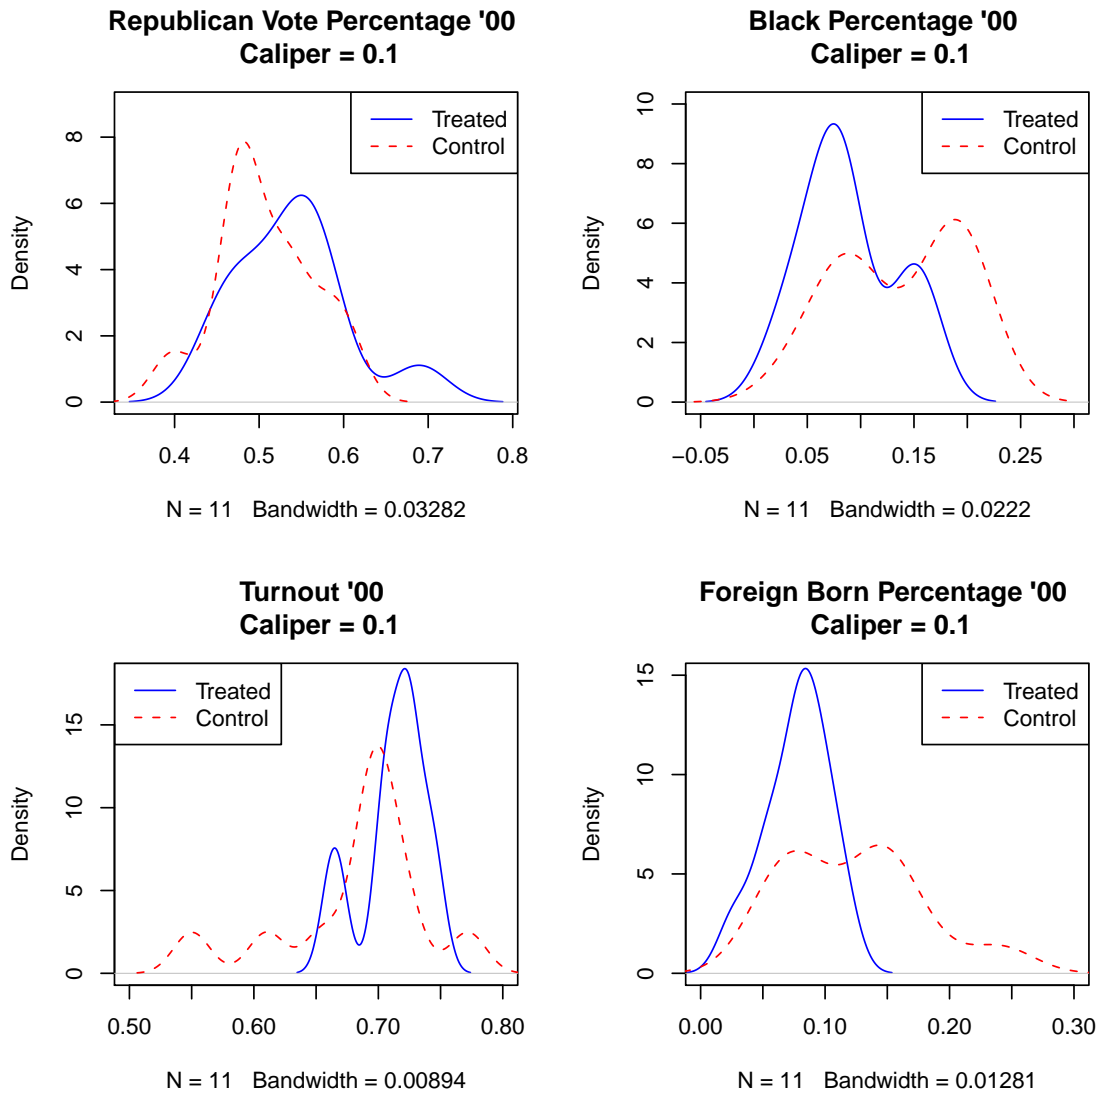 Republican Vote Percentage '00
Caliper = 0.1
Density
8
6
4
2
0
Treated
Control
0.4 0.5 0.6 0.7 0.8
N = 11 Bandwidth = 0.03282
Black Percentage '00
Caliper = 0.1
Density
10
8
6
4
2
0
Treated
Control
−0.05 0.05 0.15 0.25
N = 11 Bandwidth = 0.0222
Turnout '00
Caliper = 0.1
Density
15
10
5
0
Treated
Control
0.50 0.60 0.70 0.80
N = 11 Bandwidth = 0.00894
Foreign Born Percentage '00
Caliper = 0.1
Density
15
10
5
0
Treated
Control
0.00 0.10 0.20 0.30
N = 11 Bandwidth = 0.01281